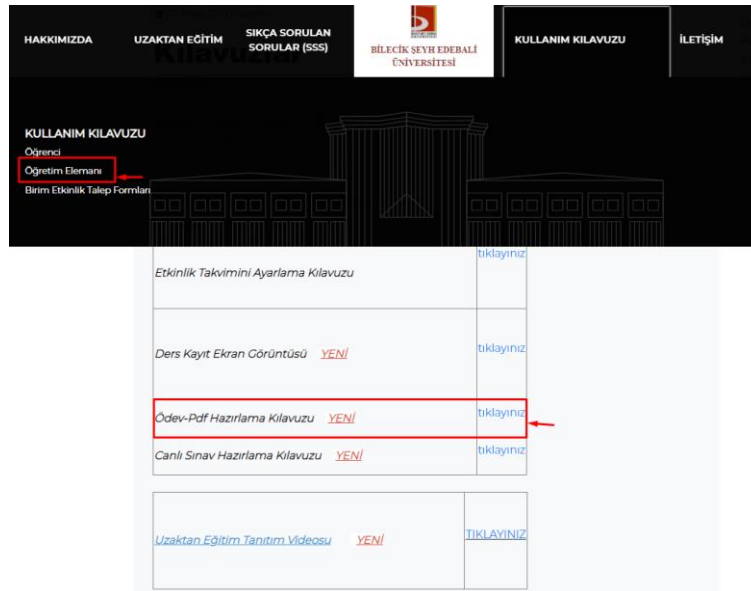 HAKKIMIZDA
UZAKTAN EĞİTİM
SIKÇA SORULAN
SORULAR (SSS)
BİLECİK ŞEYH EDEBALİ
ÜNİVERSİTESİ
KULLANIM KILAVUZU
İLETİŞİM
Kılavuzlar
KULLANIM KILAVUZU
Öğrenci
Öğretim Elemanı
Birim Etkinlik Talep Formları
Etkinlik Takvimini Ayarlama Kılavuzu tıklayınız
Ders Kayıt Ekran Görüntüsü YENİ tıklayınız
Ödev-Pdf Hazırlama Kılavuzu YENİ tıklayınız
Canlı Sınav Hazırlama Kılavuzu YENİ tıklayınız
Uzaktan Eğitim Tanıtım Videosu YENİ TIKLAYINIZ